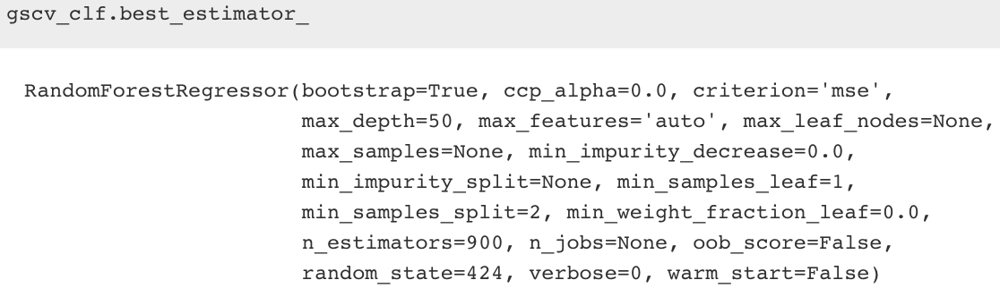 gscv_clf.best_estimator_
RandomForestRegressor(bootstrap=True, ccp_alpha=0.0, criterion='mse',
max_depth=50, max_features='auto', max_leaf_nodes=None,
max_samples=None, min_impurity_decrease=0.0,
min_impurity_split=None, min_samples_leaf=1,
min_samples_split=2, min_weight_fraction_leaf=0.0,
n_estimators=900, n_jobs=None, oob_score=False,
random_state=424, verbose=0, warm_start=False)